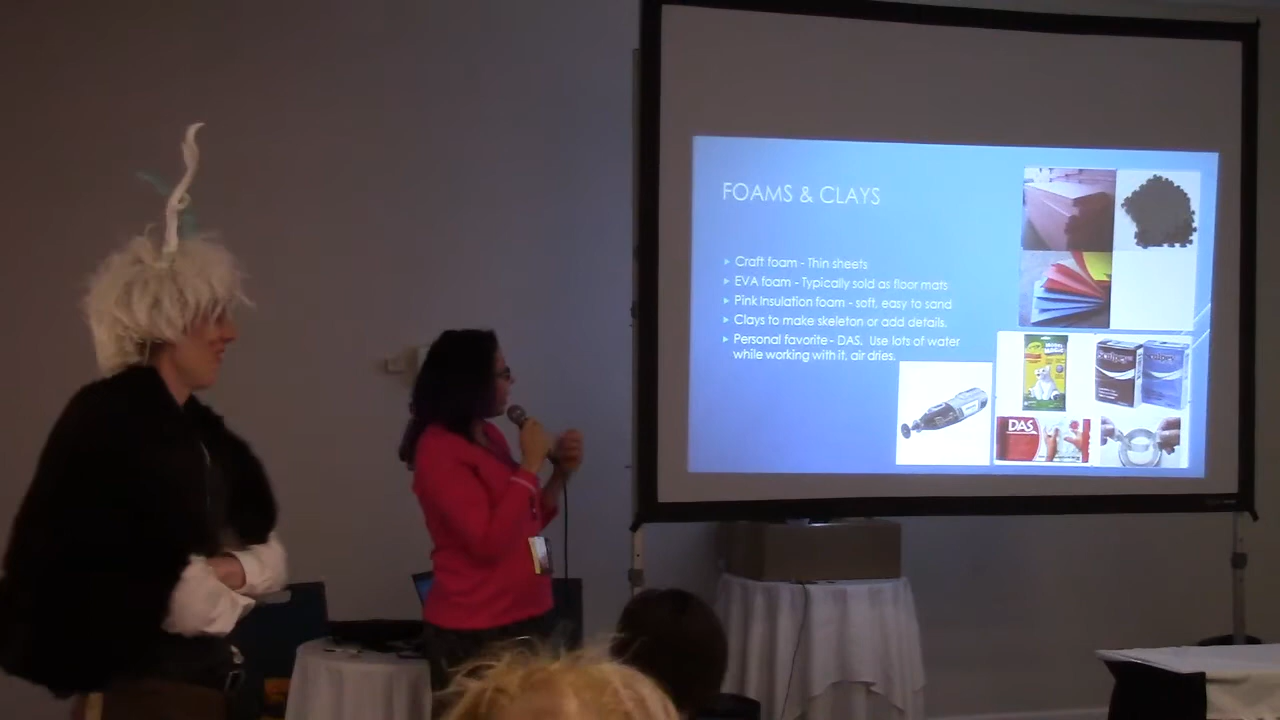 FOAMS & CLAYS
Craft foam - Thin sheets
EVA foam - Typically sold as floor mats
Pink Insulation foam - soft, easy to sand
Clays to make skeleton or add details.
Personal favorite - DAS. Use lots of water
while working with it, air dries.
DAS